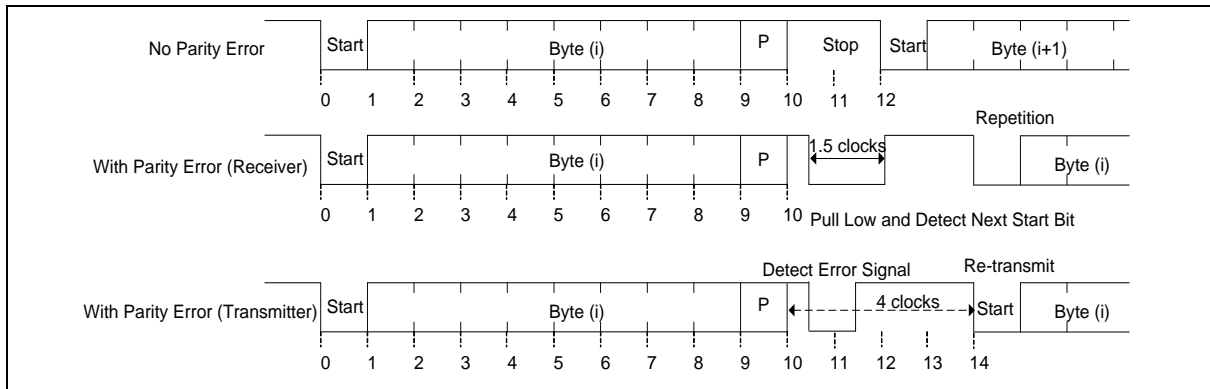 No Parity Error Start Byte (i) P Stop Start Byte (i+1)
0 1 2 3 4 5 6 7 8 9 10 11 12
Repetition
With Parity Error (Receiver) Start Byte (i) P 1.5 clocks Byte (i)
0 1 2 3 4 5 6 7 8 9 10 Pull Low and Detect Next Start Bit
Detect Error Signal Re-transmit
With Parity Error (Transmitter) Start Byte (i) P 4 clocks Start Byte (i)
0 1 2 3 4 5 6 7 8 9 10 11 12 13 14